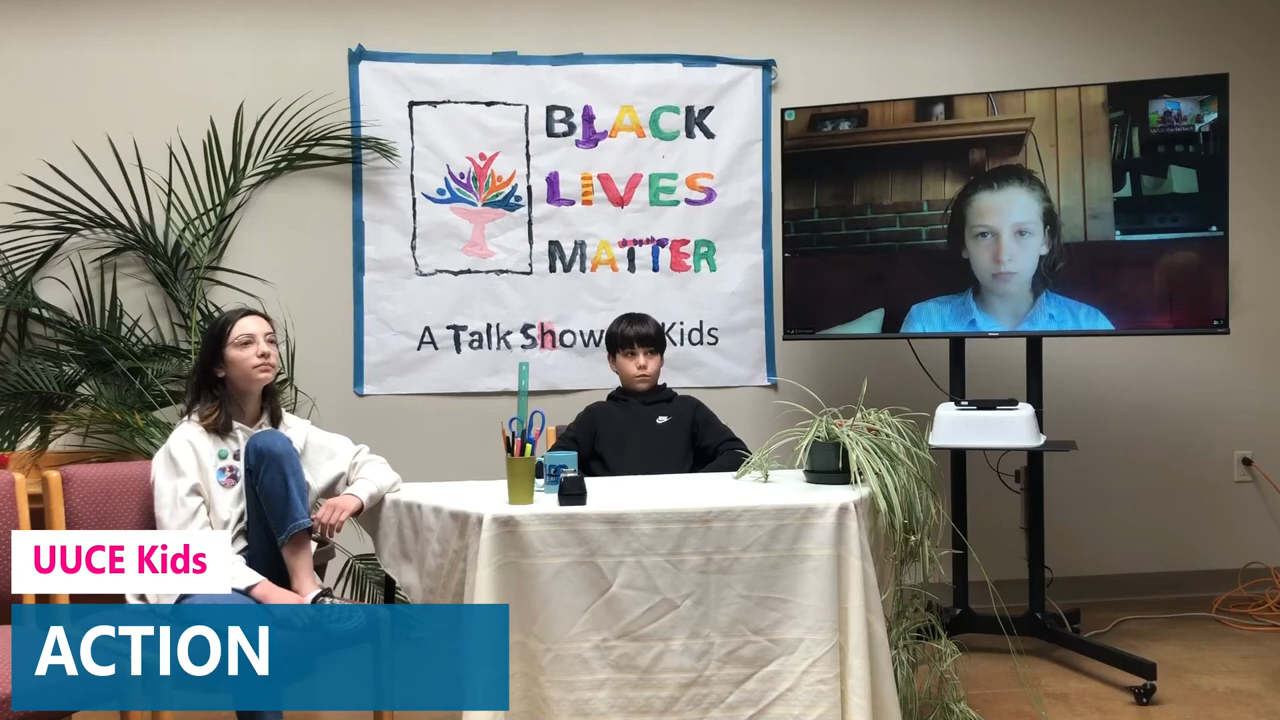 BLACK
LIVES
MATTER
A Talk Show Kids
UUCE Kids
ACTION